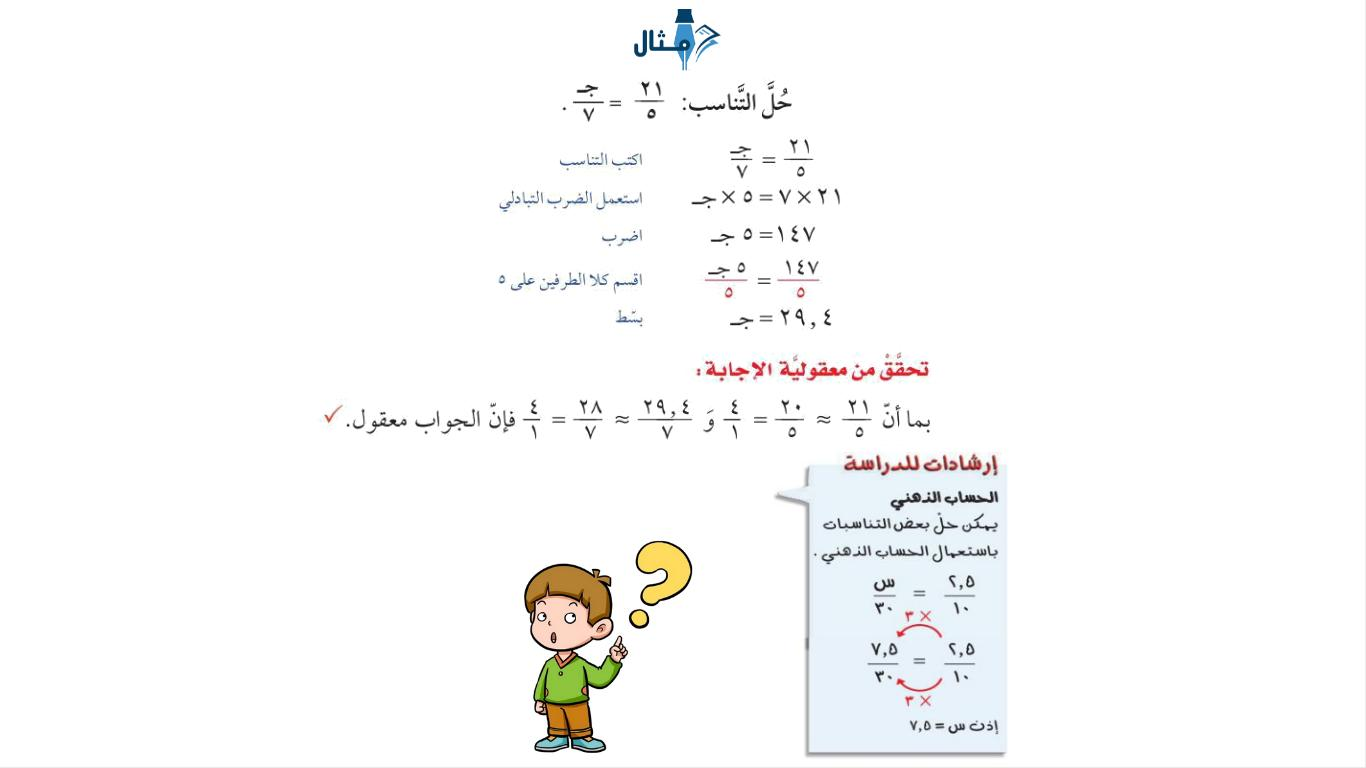 مثال
حُلَّ التَّناسب: ٢١/٥ = جـ/٧ .
٢١/٥ = جـ/٧ اكتب التناسب
٢١ × ٧ = ٥ × جـ استعمل الضرب التبادلي
١٤٧ = ٥ جـ اضرب
١٤٧/٥ = ٥ جـ/٥ اقسم كلا الطرفين على ٥
٢٩,٤ = جـ بسّط
تحقَّقْ من معقوليَّة الإجابة :
بما أنّ ٢١/٥ ≈ ٢٠/٥ = ٤/١ وَ ٢٩,٤/٧ ≈ ٢٨/٧ = ٤/١ فإنّ الجواب معقول. ✓
إرشادات للدراسة
الحساب الذهني
يمكن حلّ بعض التناسبات
باستعمال الحساب الذهني .
٢,٥/١٠ = س/٣٠
× ٣
٢,٥/١٠ = ٧,٥/٣٠
× ٣
إذن س = ٧,٥
?